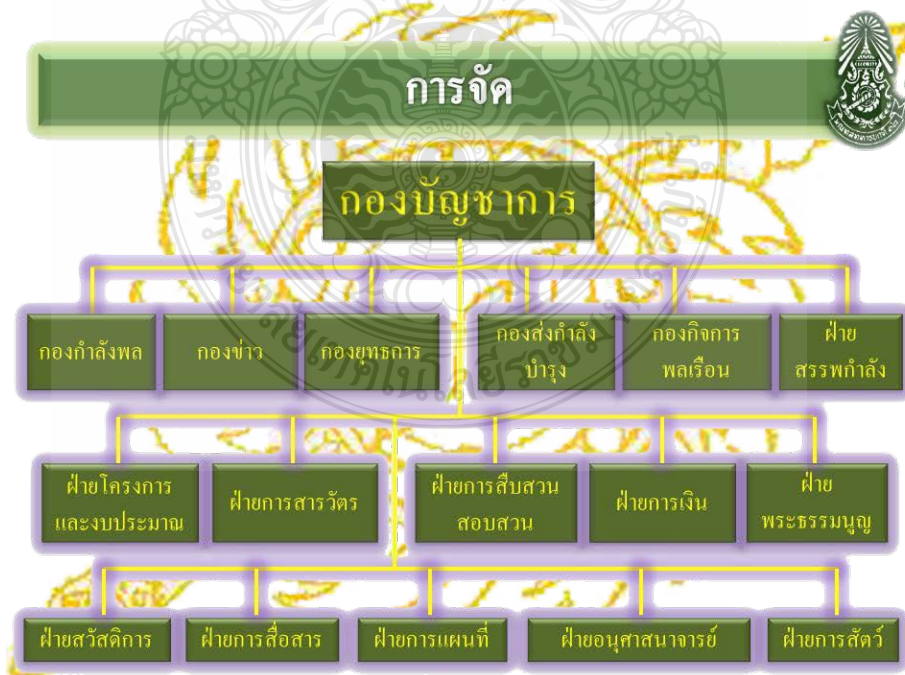 การจัด
กองบัญชาการ
กองกำลังพล
กองข่าว
กองยุทธการ
กองส่งกำลัง
บำรุง
กองกิจการ
พลเรือน
ฝ่าย
สรรพกำลัง
ฝ่ายโครงการ
และงบประมาณ
ฝ่ายการสารวัตร
ฝ่ายการสืบสวน
สอบสวน
ฝ่ายการเงิน
ฝ่าย
พระธรรมนูญ
ฝ่ายสวัสดิการ
ฝ่ายการสื่อสาร
ฝ่ายการแผนที่
ฝ่ายอนุศาสนาจารย์
ฝ่ายการสัตว์